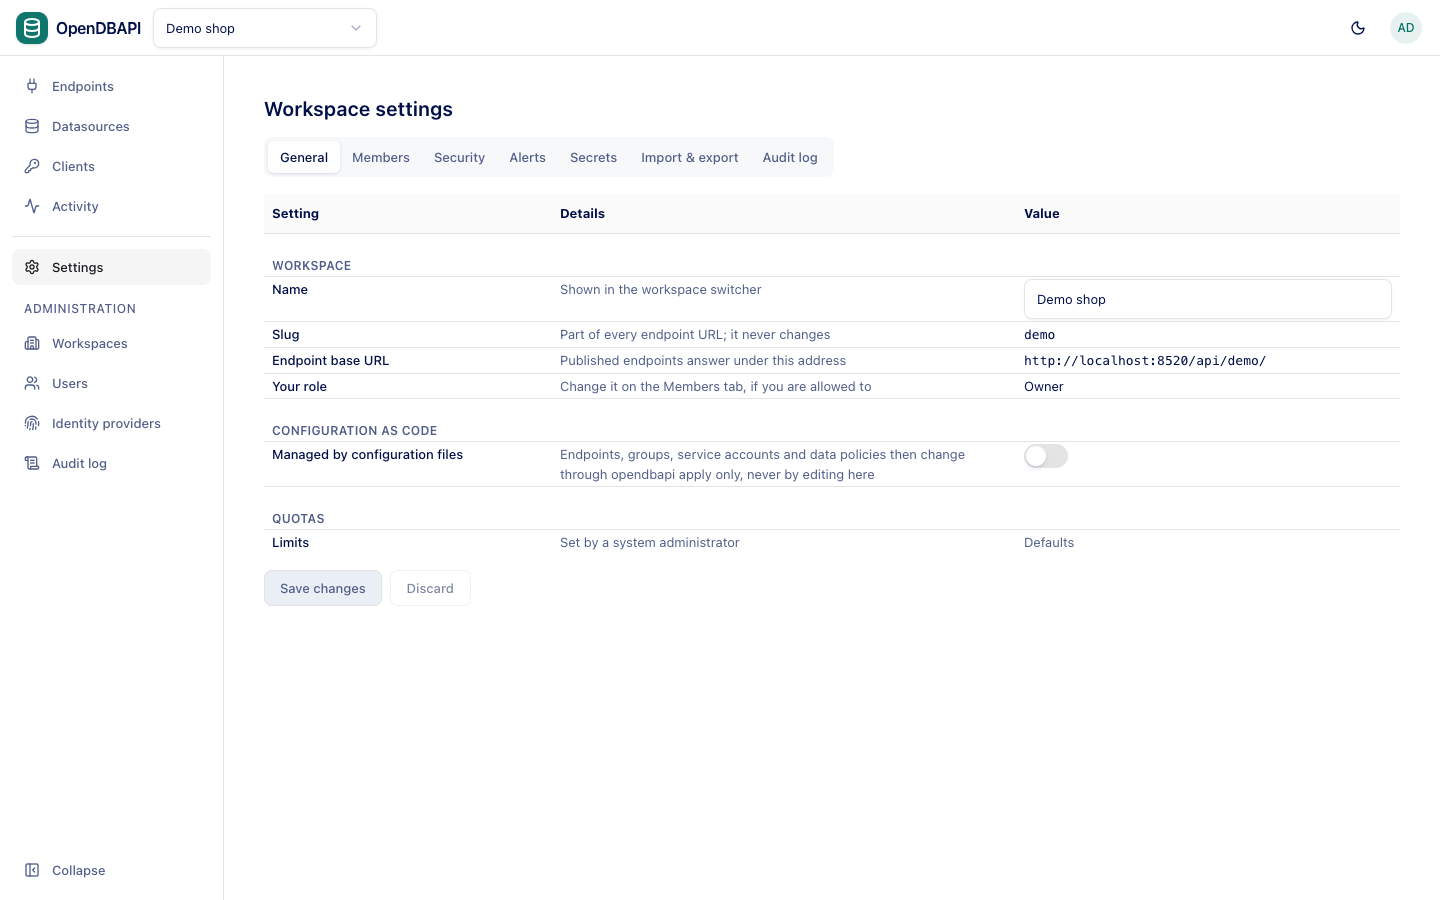 OpenDBAPI
Demo shop
AD
Endpoints
Datasources
Clients
Activity
Settings
ADMINISTRATION
Workspaces
Users
Identity providers
Audit log
Collapse
Workspace settings
General Members Security Alerts Secrets Import & export Audit log
Setting Details Value
WORKSPACE
Name Shown in the workspace switcher Demo shop
Slug Part of every endpoint URL; it never changes demo
Endpoint base URL Published endpoints answer under this address http://localhost:8520/api/demo/
Your role Change it on the Members tab, if you are allowed to Owner
CONFIGURATION AS CODE
Managed by configuration files Endpoints, groups, service accounts and data policies then change
through opendbapi apply only, never by editing here
QUOTAS
Limits Set by a system administrator Defaults
Save changes Discard